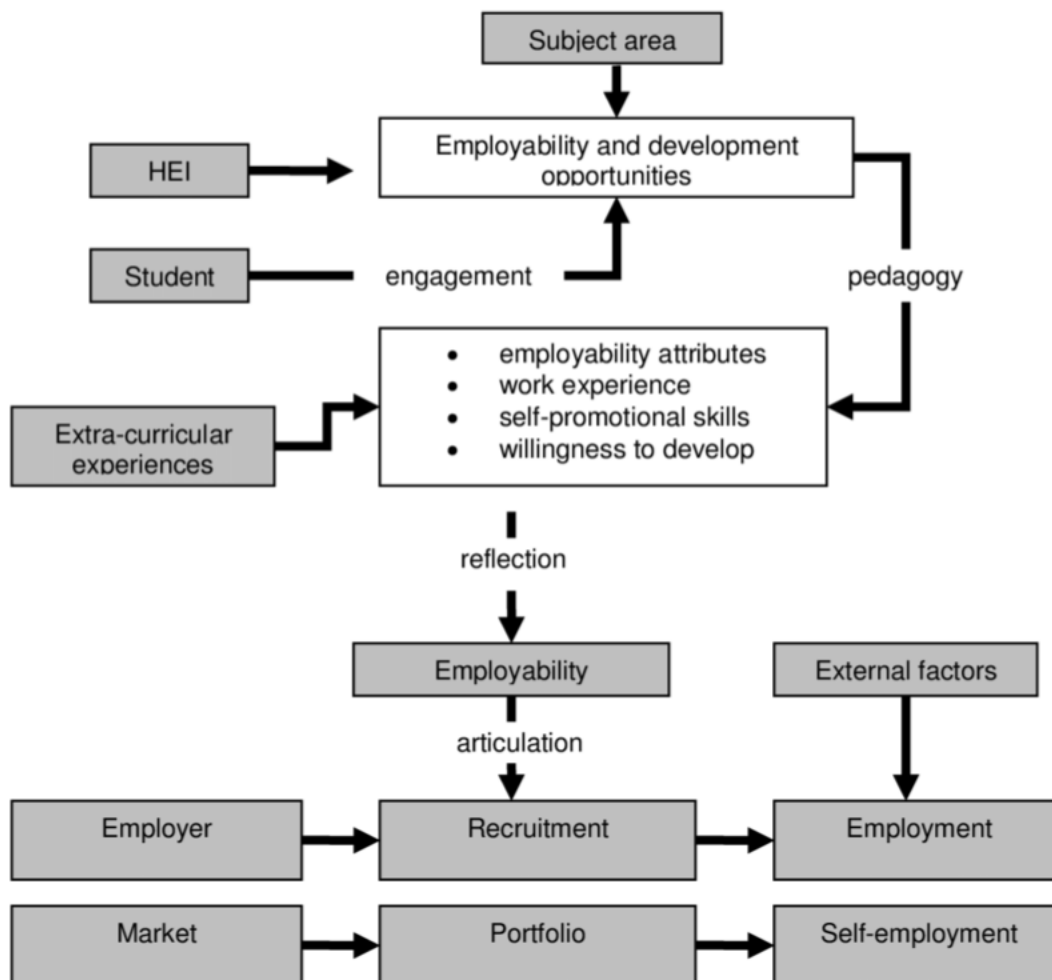 Subject area
Employability and development
opportunities
HEI
Student
engagement
pedagogy
• employability attributes
• work experience
• self-promotional skills
• willingness to develop
Extra-curricular
experiences
reflection
Employability
External factors
articulation
Employer
Recruitment
Employment
Market
Portfolio
Self-employment